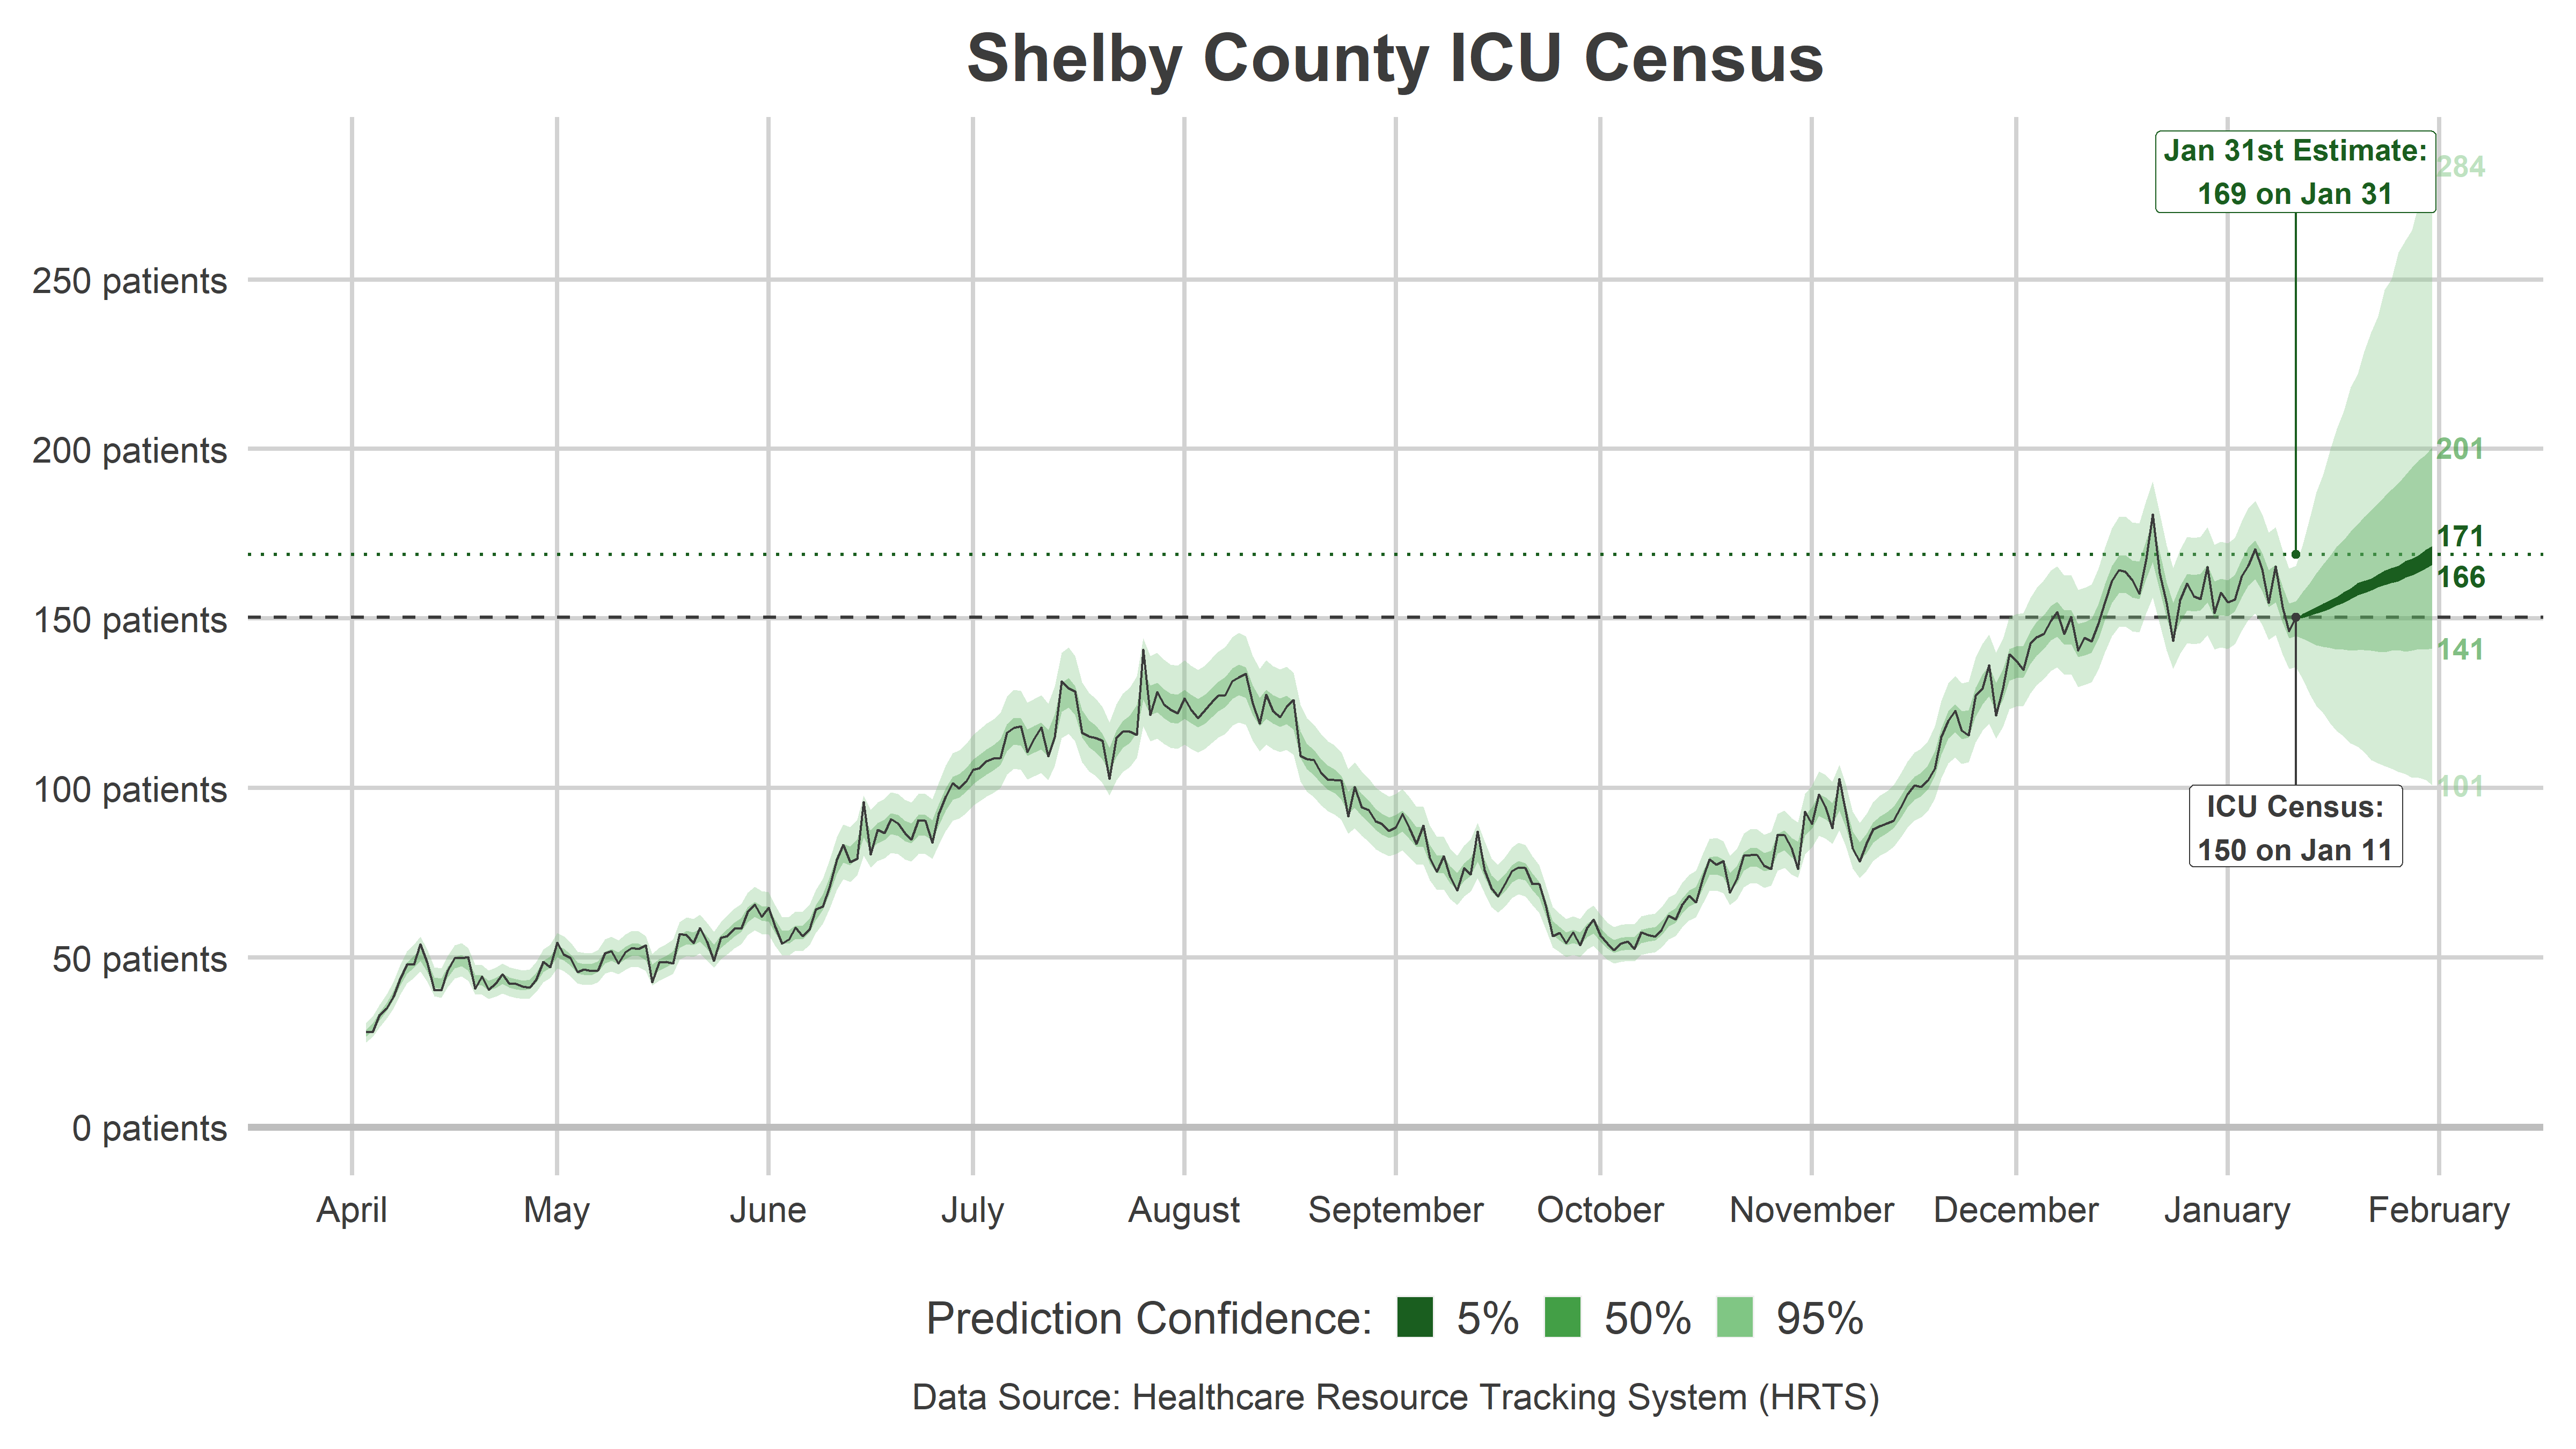 Shelby County ICU Census
Jan 31st Estimate:
169 on Jan 31
284
250 patients
200 patients
201
171
166
150 patients
141
100 patients
101
ICU Census:
150 on Jan 11
50 patients
0 patients
April May June July August September October November December January February
Prediction Confidence: 5% 50% 95%
Data Source: Healthcare Resource Tracking System (HRTS)